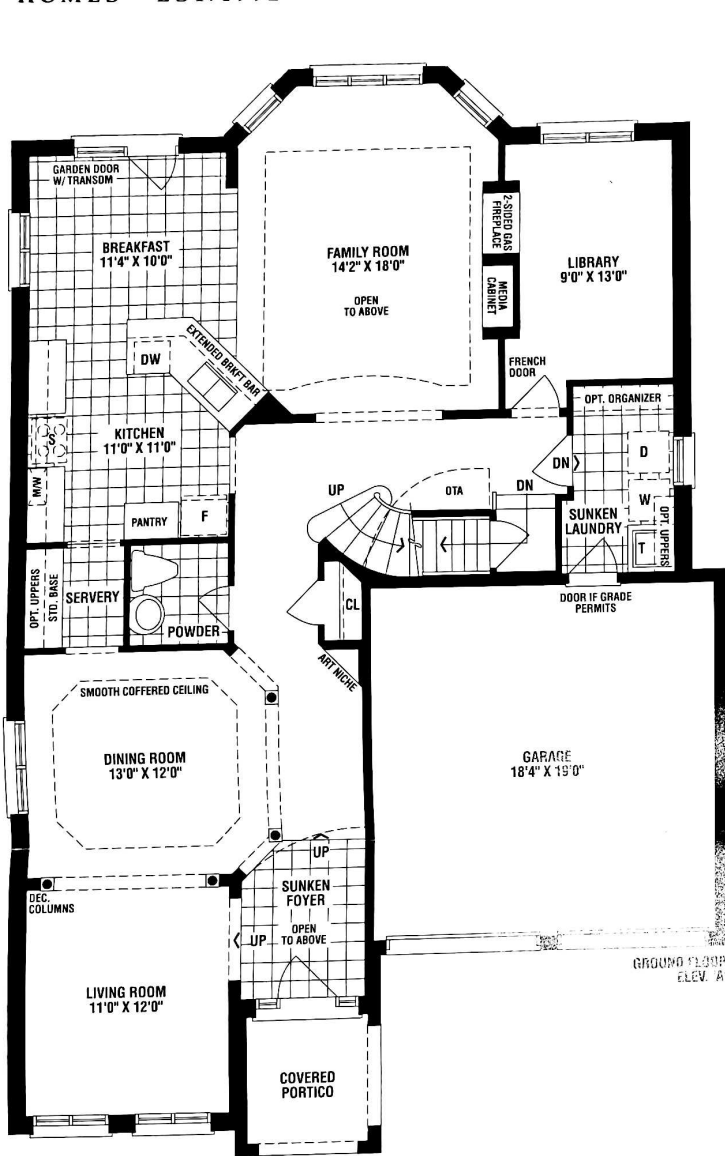 HOMES
GARDEN DOOR
W/ TRANSOM
BREAKFAST
11'4" X 10'0"
FAMILY ROOM
14'2" X 18'0"
OPEN
TO ABOVE
2-SIDED GAS
FIREPLACE
MEDIA
CABINET
LIBRARY
9'0" X 13'0"
DW
EXTENDED BRKFT BAR
FRENCH
DOOR
OPT. ORGANIZER
S
KITCHEN
11'0" X 11'0"
M/W
PANTRY
F
UP
OTA
DN
DN
D
W
SUNKEN
LAUNDRY
T
OPT. UPPERS
DOOR IF GRADE
PERMITS
OPT. UPPERS
STD. BASE
SERVERY
POWDER
CL
ART NICHE
SMOOTH COFFERED CEILING
DINING ROOM
13'0" X 12'0"
GARAGE
18'4" X 19'0"
UP
SUNKEN
FOYER
DEC.
COLUMNS
UP
OPEN
TO ABOVE
LIVING ROOM
11'0" X 12'0"
GROUND FLOOR
ELEV. 'A
COVERED
PORTICO